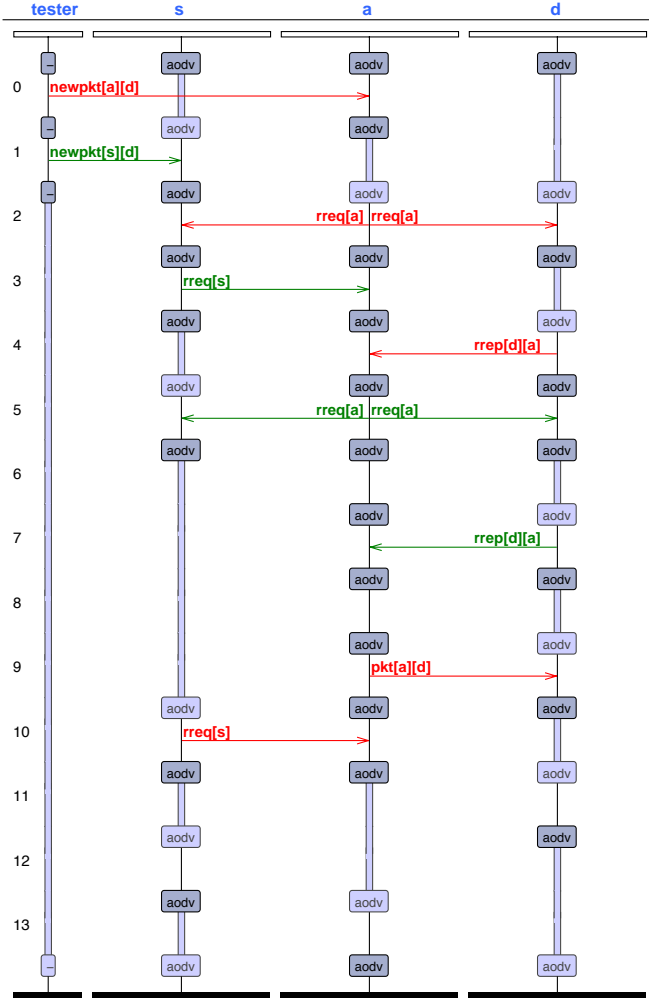 tester s a d
– aodv aodv aodv
0
newpkt[a][d]
– aodv aodv
1
newpkt[s][d]
– aodv aodv aodv
2
rreq[a] rreq[a]
aodv aodv aodv
3
rreq[s]
aodv aodv aodv
4
rrep[d][a]
aodv aodv aodv
5
rreq[a] rreq[a]
aodv aodv aodv
6
aodv aodv
7
rrep[d][a]
aodv aodv
8
aodv aodv
9
pkt[a][d]
aodv aodv aodv
10
rreq[s]
aodv aodv aodv
11
aodv aodv
12
aodv aodv
13
– aodv aodv aodv